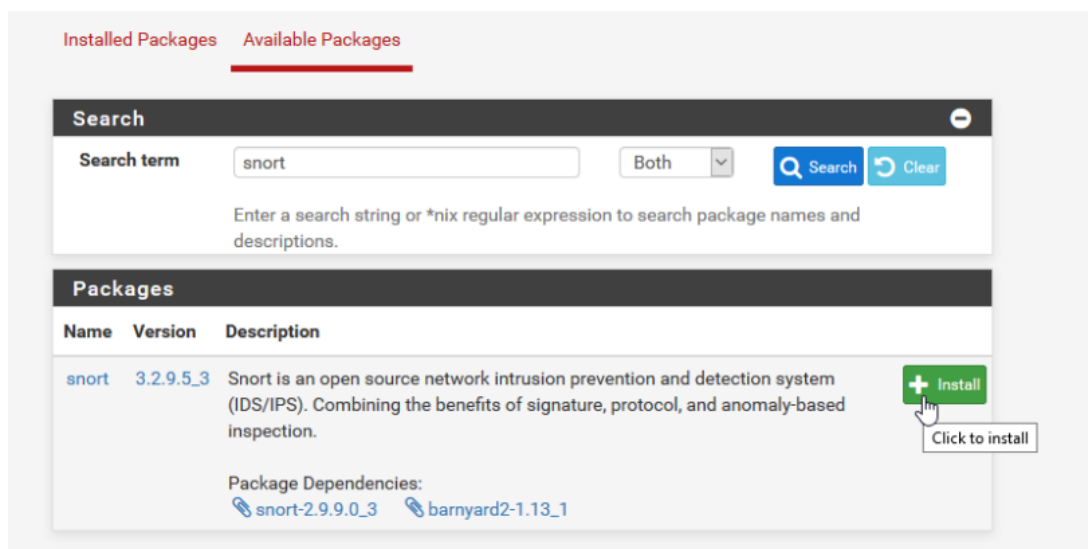 Installed Packages Available Packages
Search
Search term snort Both Search Clear
Enter a search string or *nix regular expression to search package names and
descriptions.
Packages
Name Version Description
snort 3.2.9.5_3 Snort is an open source network intrusion prevention and detection system
(IDS/IPS). Combining the benefits of signature, protocol, and anomaly-based
inspection.
Install
Click to install
Package Dependencies:
snort-2.9.9.0_3 barnyard2-1.13_1